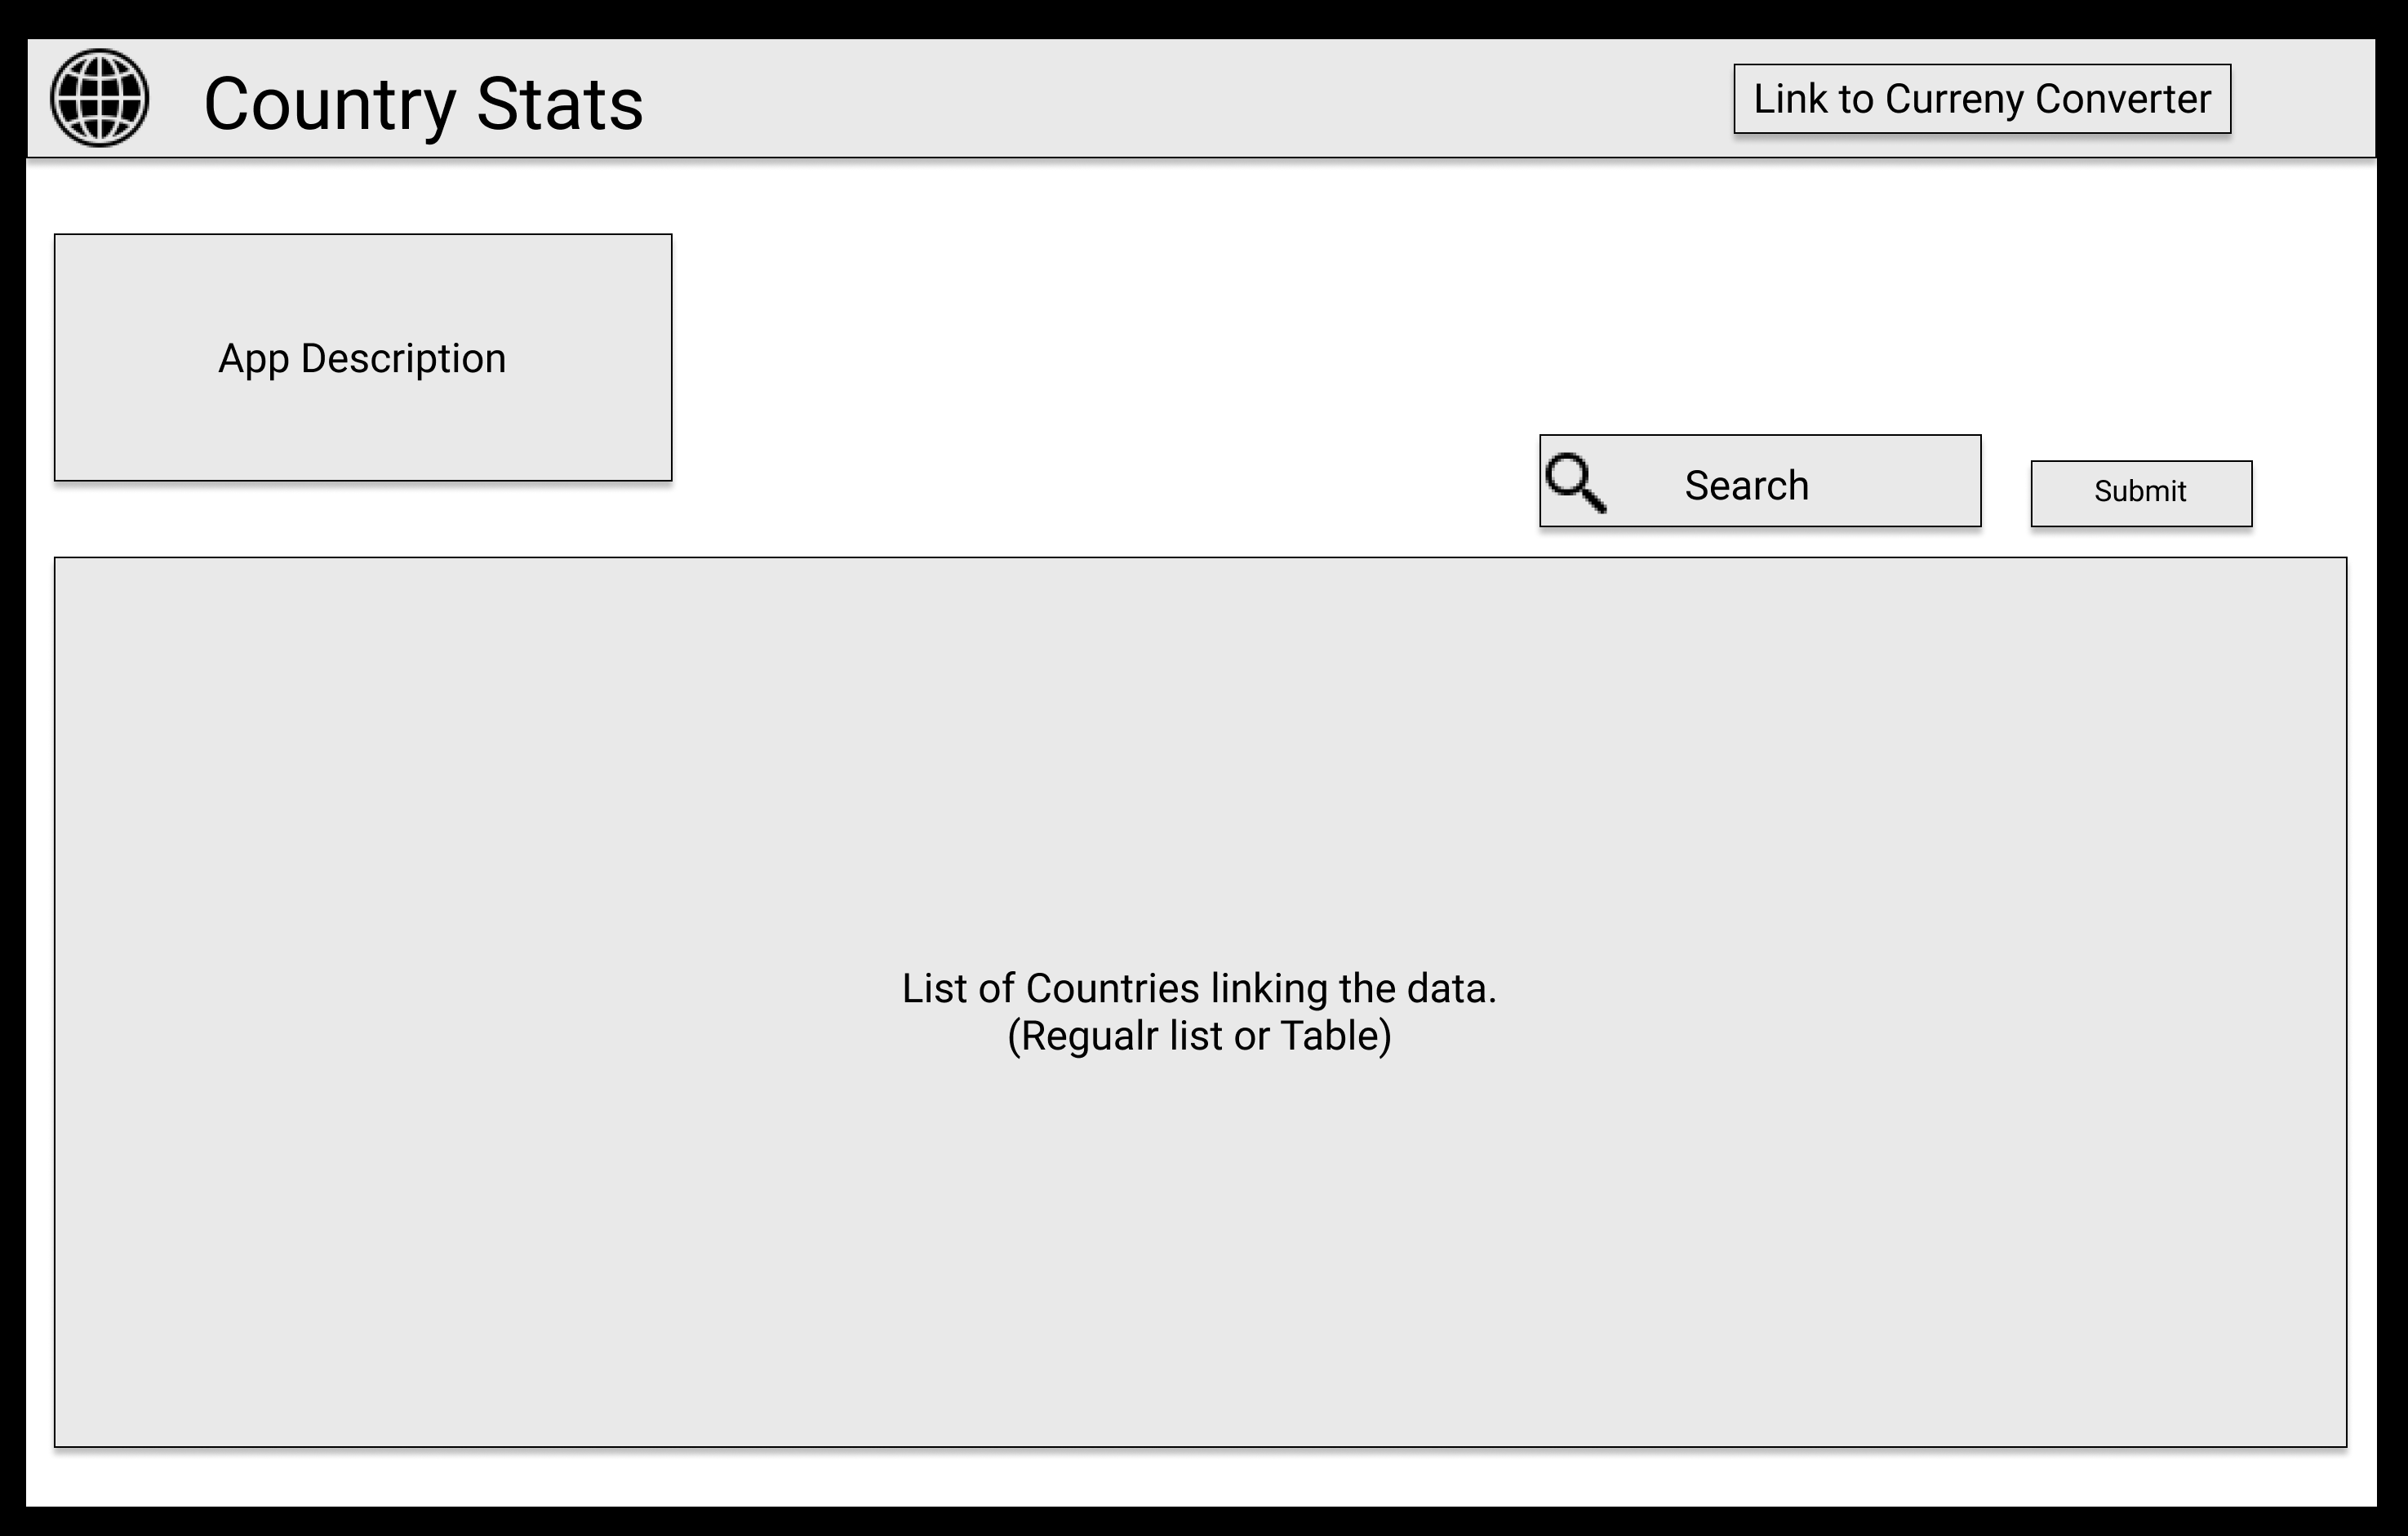 Country Stats
Link to Curreny Converter
App Description
Search
Submit
List of Countries linking the data.
(Regualr list or Table)